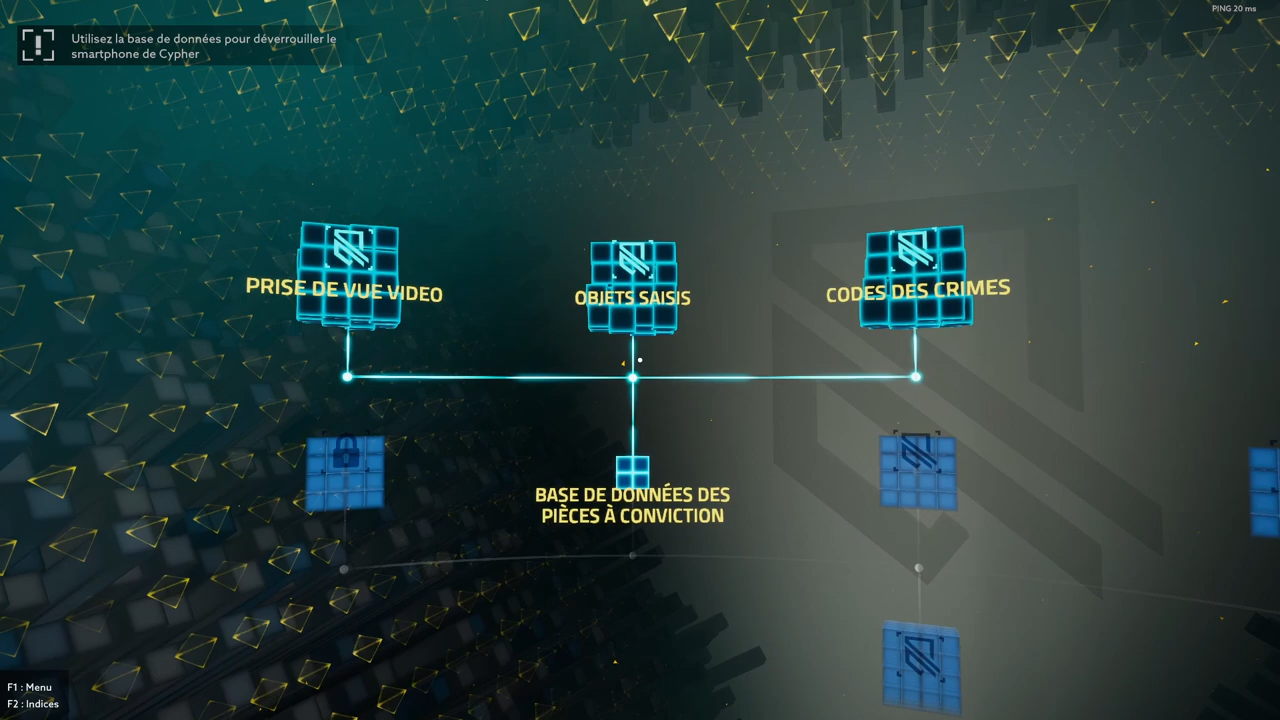 PING 20 ms
Utilisez la base de données pour déverrouiller le
smartphone de Cypher
PRISE DE VUE VIDEO
OBJETS SAISIS
CODES DES CRIMES
BASE DE DONNÉES DES
PIÈCES À CONVICTION
F1 : Menu
F2 : Indices